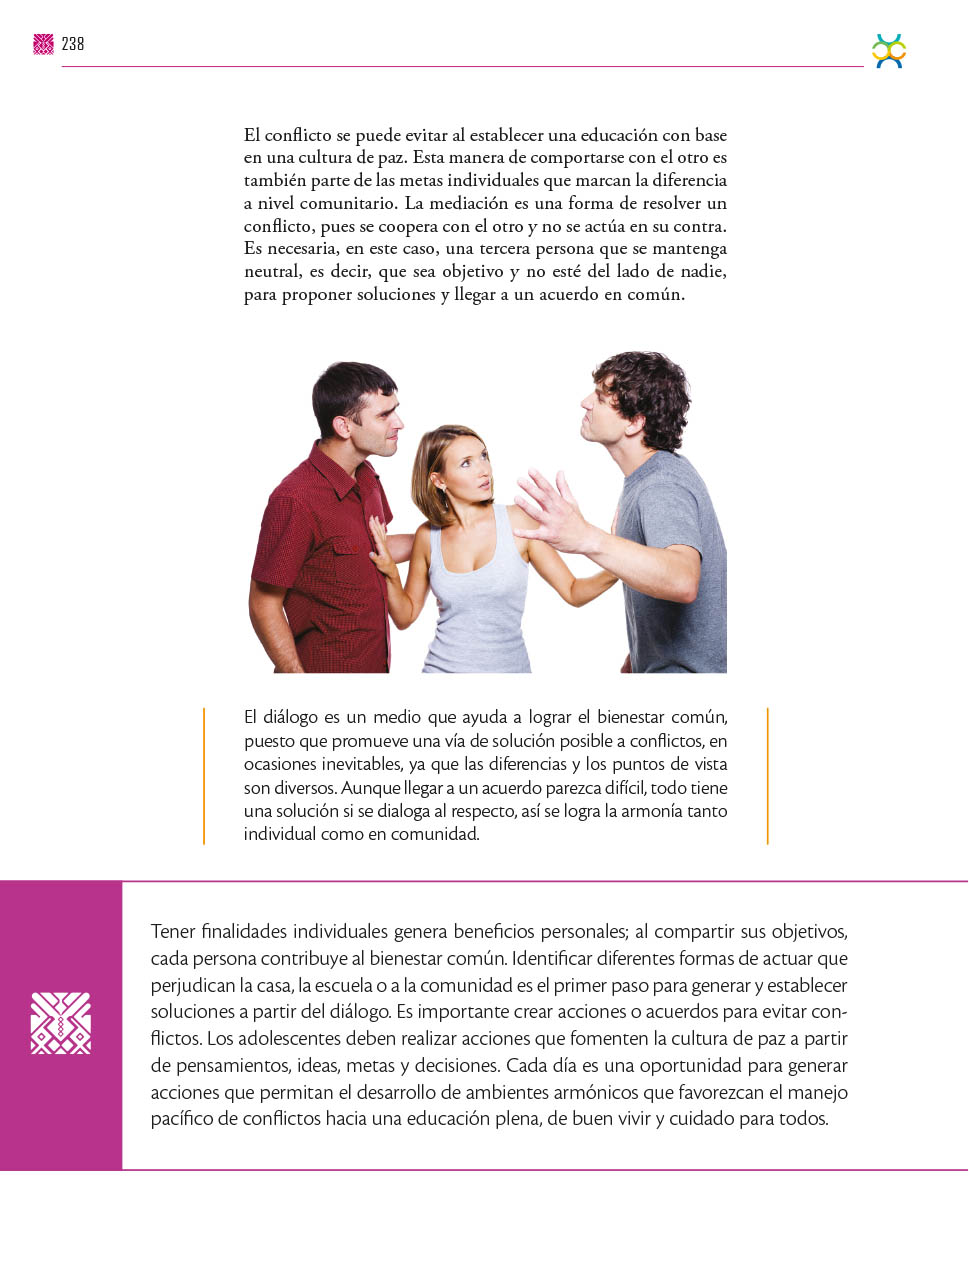 238
El conflicto se puede evitar al establecer una educación con base
en una cultura de paz. Esta manera de comportarse con el otro es
también parte de las metas individuales que marcan la diferencia
a nivel comunitario. La mediación es una forma de resolver un
conflicto, pues se coopera con el otro y no se actúa en su contra.
Es necesaria, en este caso, una tercera persona que se mantenga
neutral, es decir, que sea objetivo y no esté del lado de nadie,
para proponer soluciones y llegar a un acuerdo en común.
El diálogo es un medio que ayuda a lograr el bienestar común,
puesto que promueve una vía de solución posible a conflictos, en
ocasiones inevitables, ya que las diferencias y los puntos de vista
son diversos. Aunque llegar a un acuerdo parezca difícil, todo tiene
una solución si se dialoga al respecto, así se logra la armonía tanto
individual como en comunidad.
Tener finalidades individuales genera beneficios personales; al compartir sus objetivos,
cada persona contribuye al bienestar común. Identificar diferentes formas de actuar que
perjudican la casa, la escuela o a la comunidad es el primer paso para generar y establecer
soluciones a partir del diálogo. Es importante crear acciones o acuerdos para evitar con-
flictos. Los adolescentes deben realizar acciones que fomenten la cultura de paz a partir
de pensamientos, ideas, metas y decisiones. Cada día es una oportunidad para generar
acciones que permitan el desarrollo de ambientes armónicos que favorezcan el manejo
pacífico de conflictos hacia una educación plena, de buen vivir y cuidado para todos.